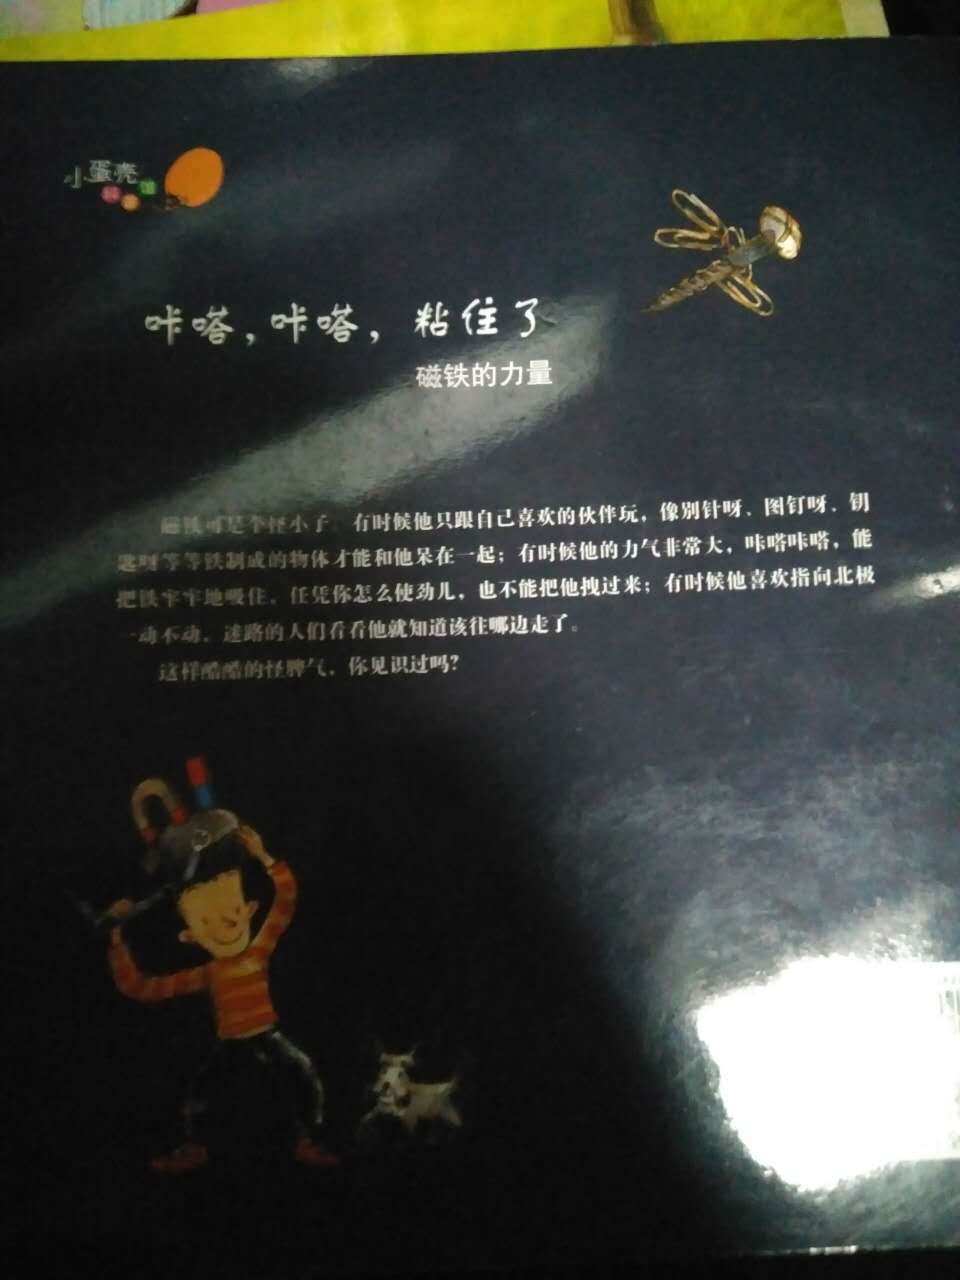 小蛋壳
咔嗒，咔嗒，粘住了
磁铁的力量
磁铁可是个怪小子，有时候他只跟自己喜欢的伙伴玩，像别针呀、图钉呀、钥
匙啊等等铁制成的物体才能和他呆在一起；有时候他的力气非常大，咔嗒咔嗒，能
把铁牢牢地吸住，任凭你怎么使劲儿，也不能把他拽过来；有时候他喜欢指向北极
一动不动，迷路的人们看看他就知道该往哪边走了。
这样酷酷的怪脾气，你见识过吗？